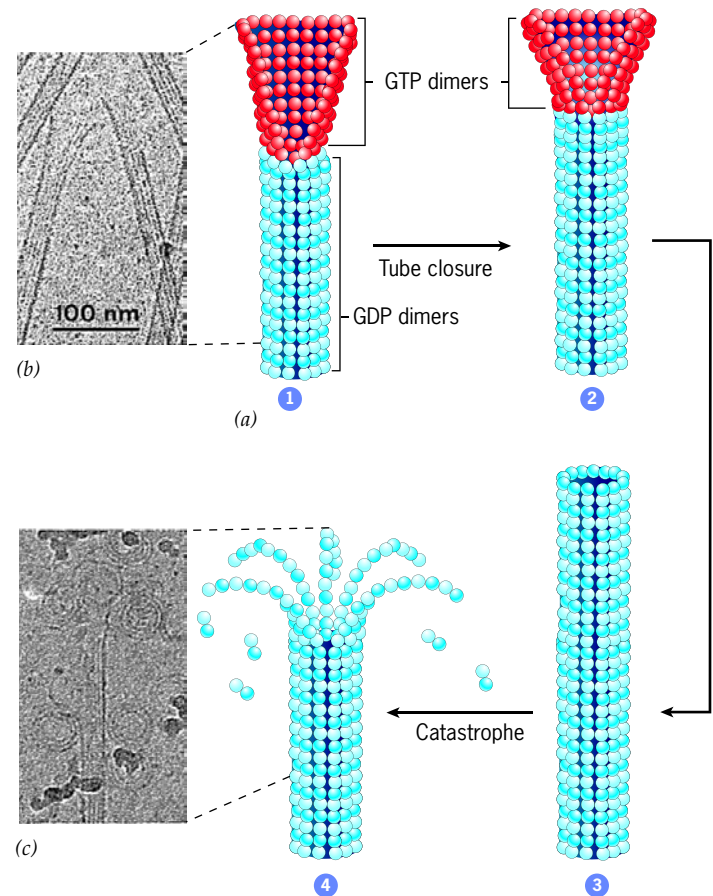 GTP dimers
100 nm
Tube closure
GDP dimers
(b)
(a)
1
2
Catastrophe
(c)
4
3